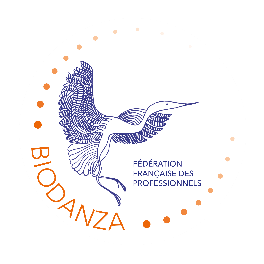 FÉDÉRATION
FRANÇAISE DES
PROFESSIONNELS
BIODANZA